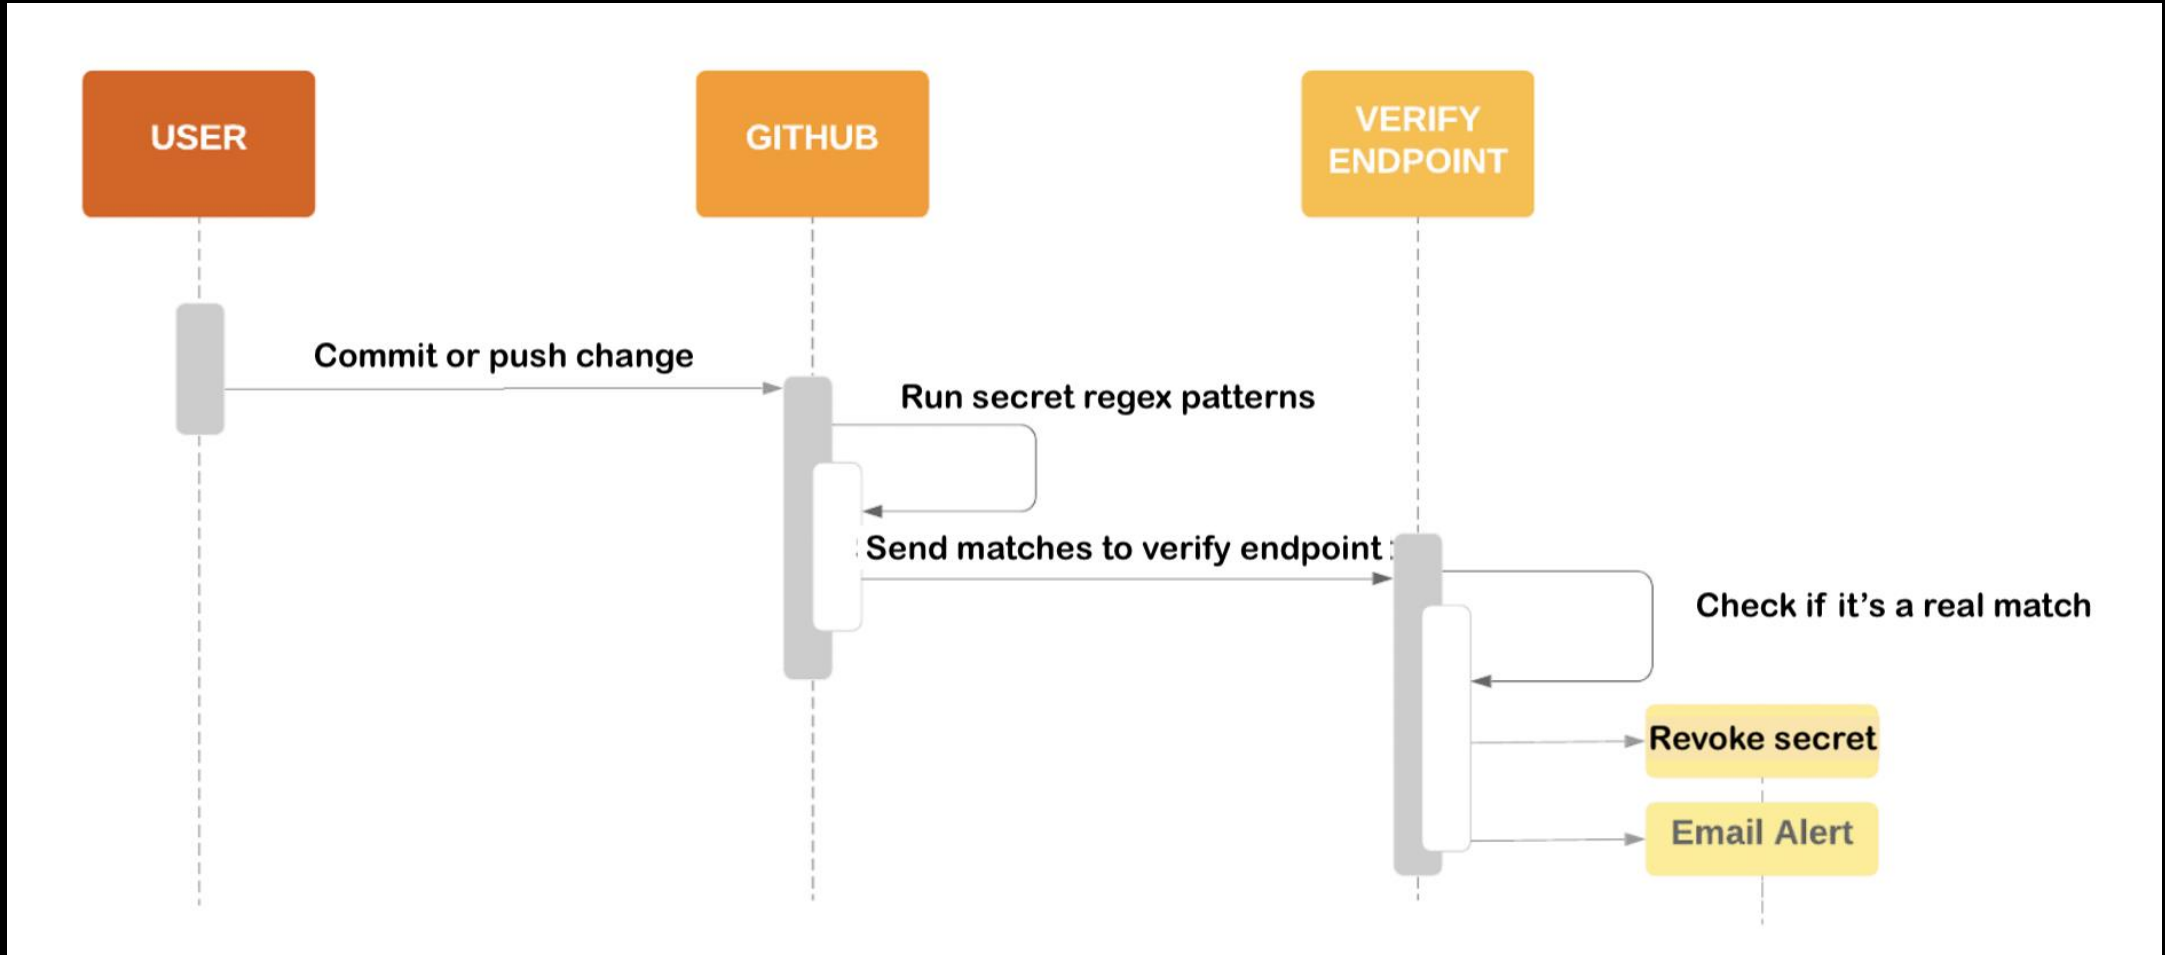 USER
GITHUB
VERIFY
ENDPOINT
Commit or push change
Run secret regex patterns
Send matches to verify endpoint
Check if it's a real match
Revoke secret
Email Alert